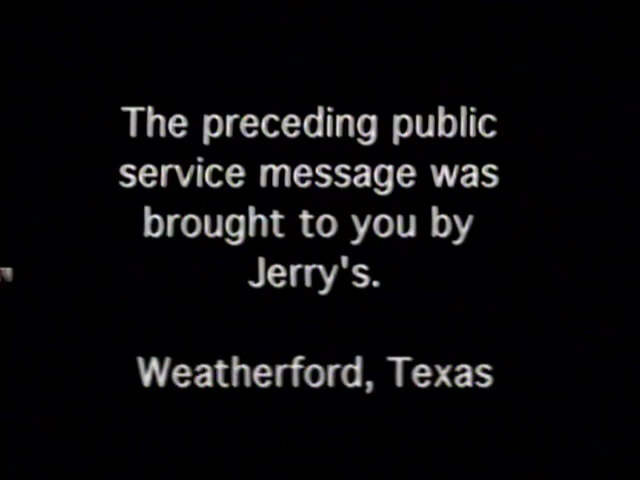 The preceding public
service message was
brought to you by
Jerry's.
Weatherford, Texas